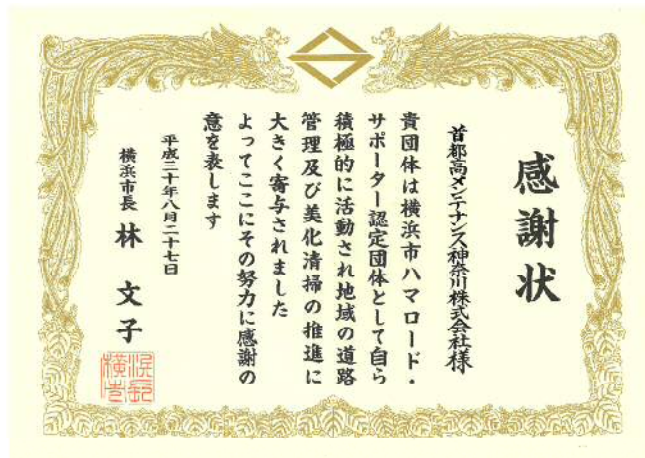 感謝状
首都高メンテナンス神奈川株式会社様
貴団体は横浜市ハマロード・
サポーター認定団体として自ら
積極的に活動され地域の道路
管理及び美化清掃の推進に
大きく寄与されました
よってここにその努力に感謝の
意を表します
平成三十年八月二十七日
横浜市長 林 文子